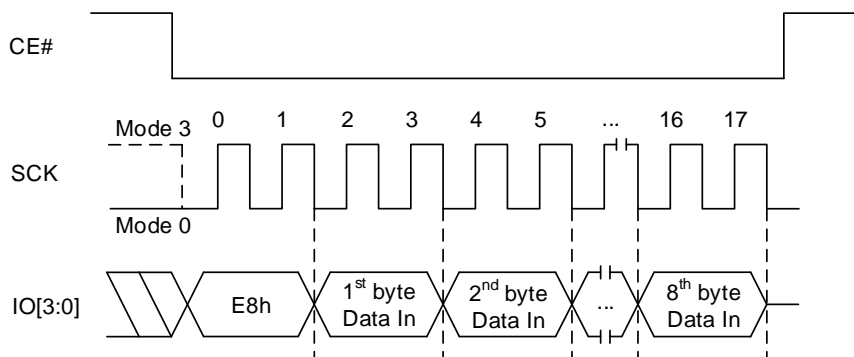 CE#
0 1 2 3 4 5 ... 16 17
Mode 3
SCK
Mode 0
IO[3:0]
E8h
1st byte
Data In
2nd byte
Data In
...
8th byte
Data In